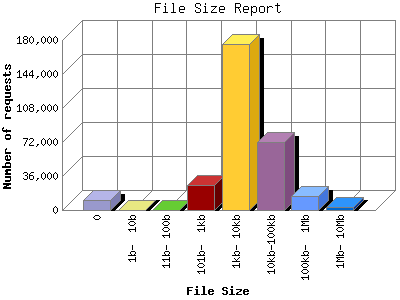 File Size Report
Number of requests
180,000
144,000
108,000
72,000
36,000
0
0
1b- 10b
11b- 100b
101b- 1kb
1kb- 10kb
10kb-100kb
100kb- 1Mb
1Mb- 10Mb
File Size